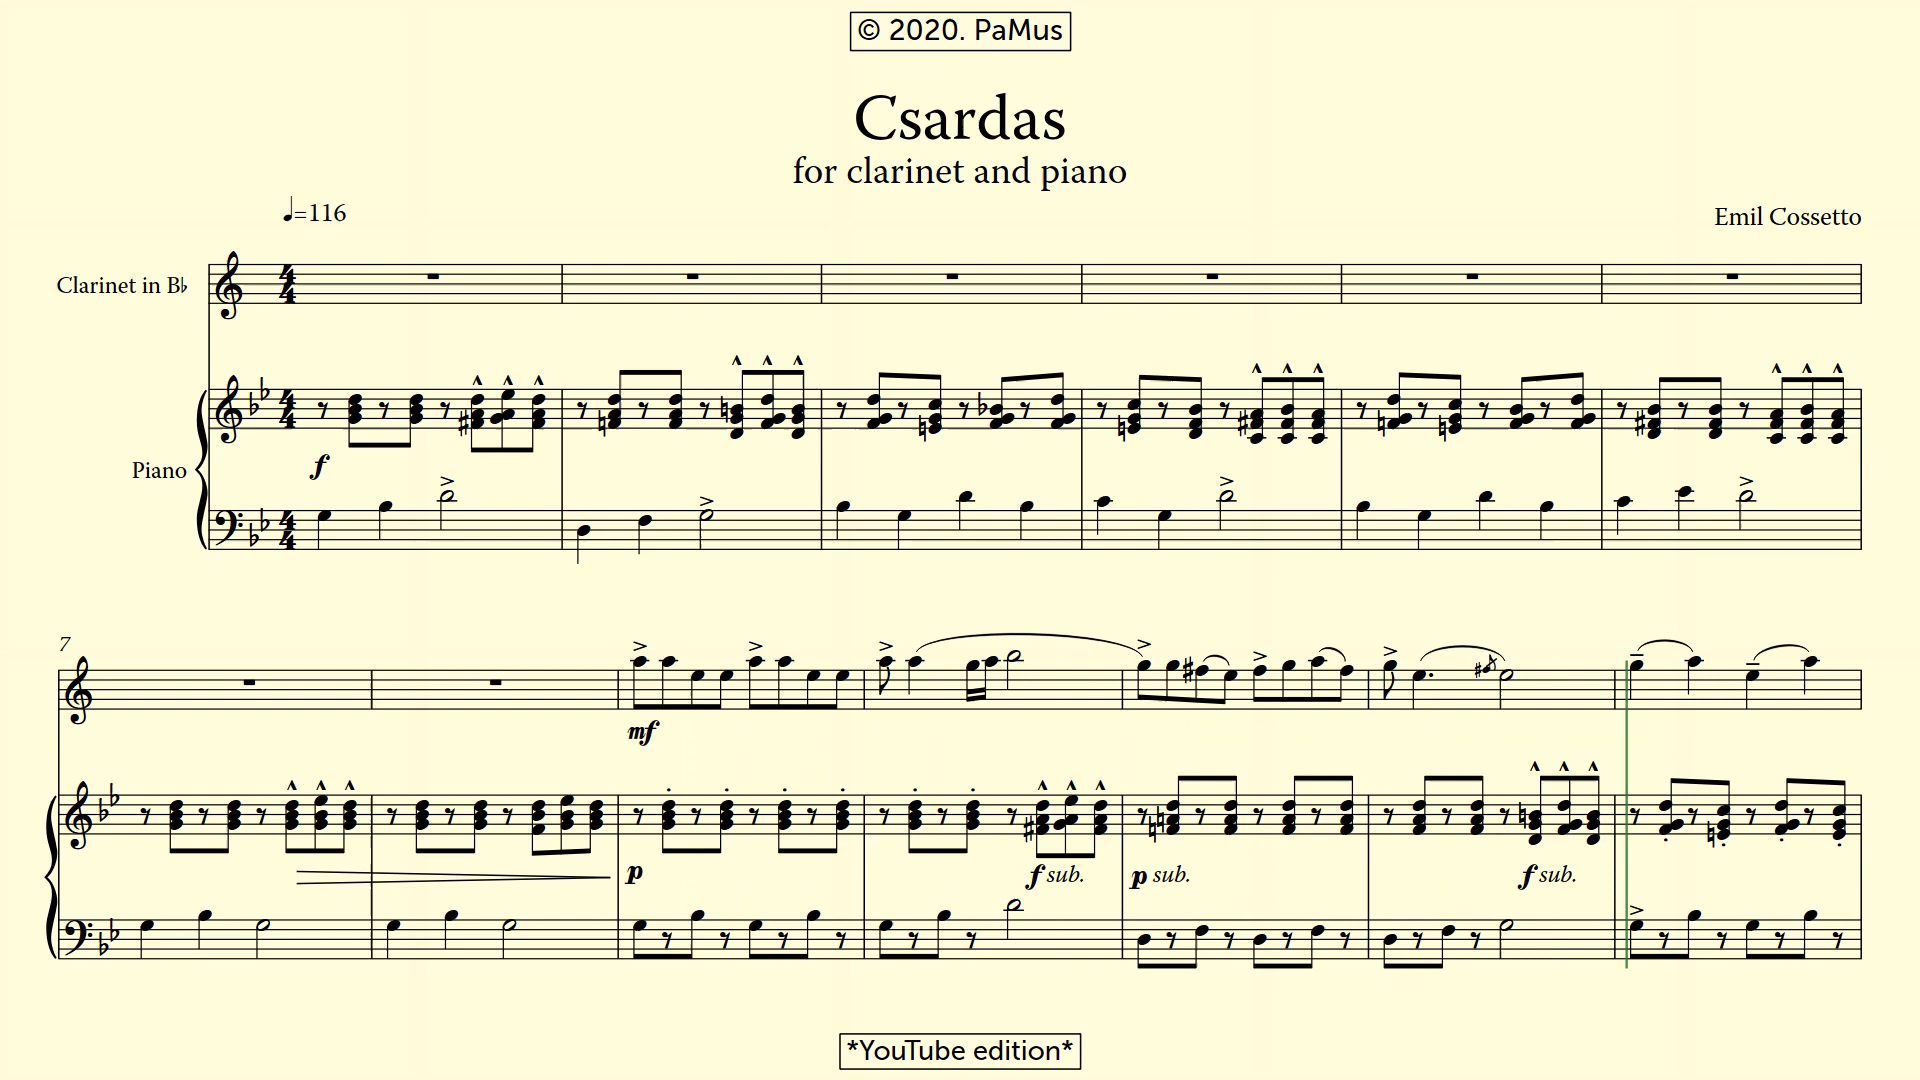 © 2020. PaMus
Csardas
for clarinet and piano
♩=116
Emil Cossetto
Clarinet in B♭
Piano
f
7
mf
p
f sub.
p sub.
f sub.
*YouTube edition*